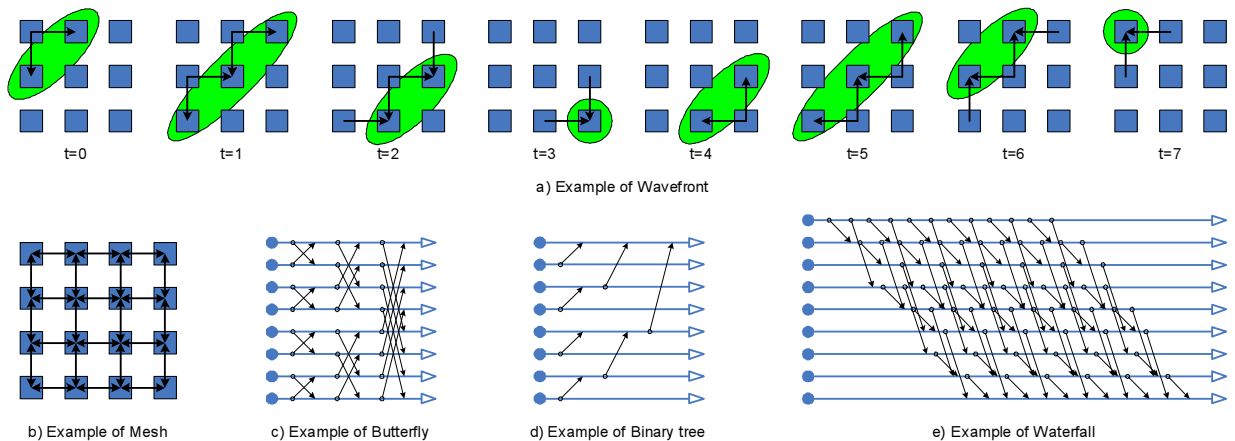 t=0
t=1
t=2
t=3
t=4
t=5
t=6
t=7
a) Example of Wavefront
b) Example of Mesh
c) Example of Butterfly
d) Example of Binary tree
e) Example of Waterfall